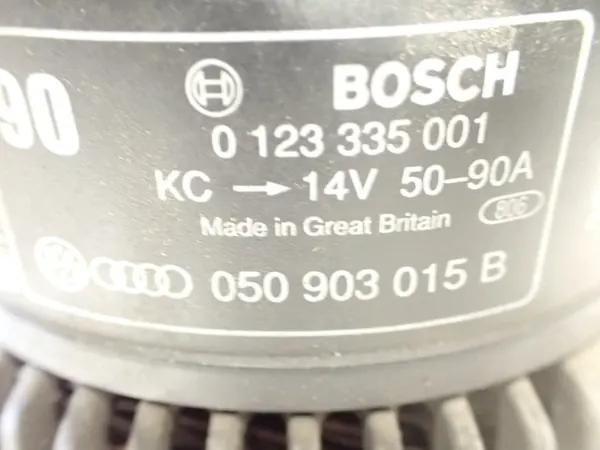 90
BOSCH
0 123 335 001
KC → 14V 50–90A
Made in Great Britain 806
050 903 015 B